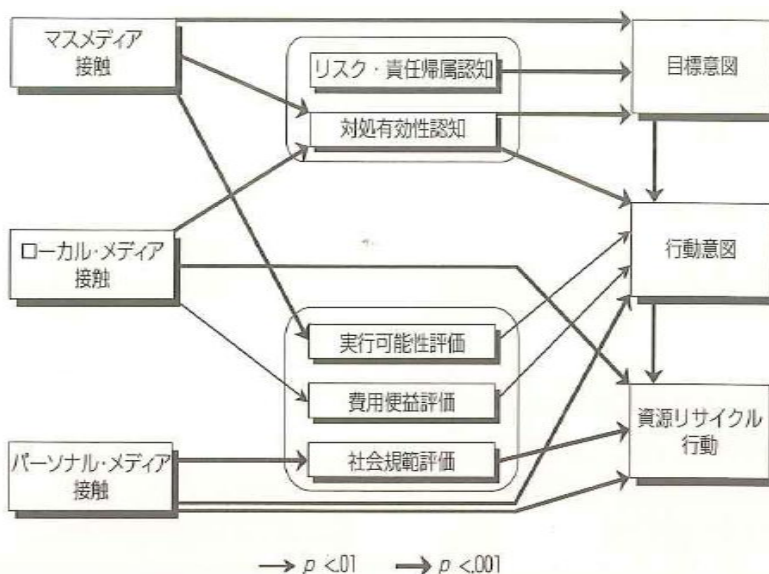 マスメディア
接触
リスク・責任帰属認知
対処有効性認知
目標意図
ローカル・メディア
接触
行動意図
実行可能性評価
費用便益評価
社会規範評価
パーソナル・メディア
接触
資源リサイクル
行動
p <.01
p <.001